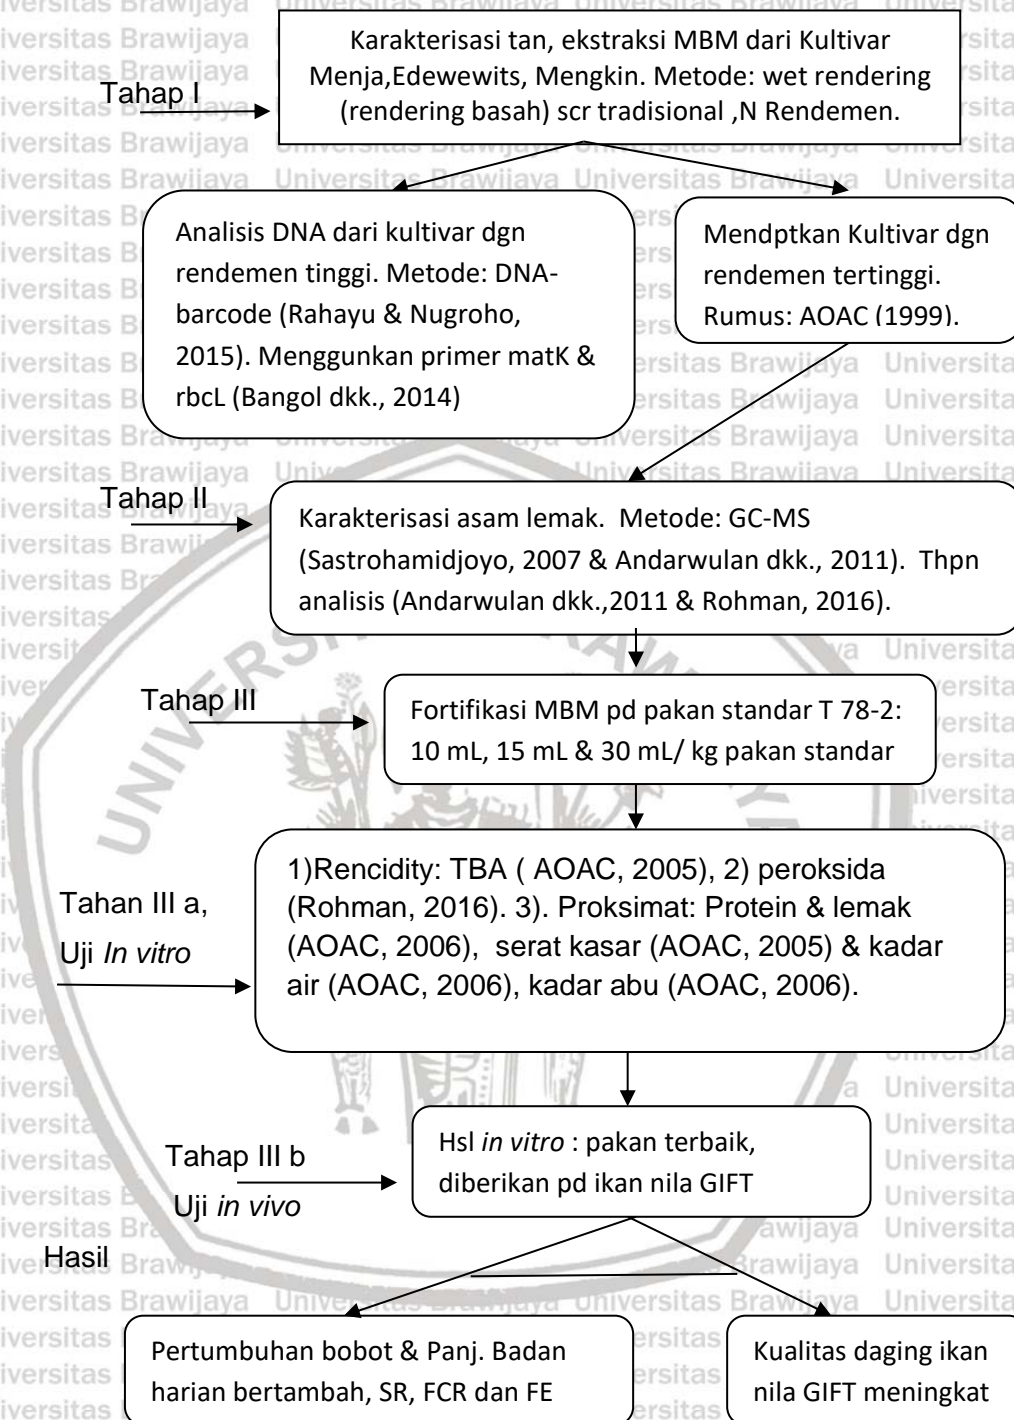 Karakterisasi tan, ekstraksi MBM dari Kultivar
Menja,Edewewits, Mengkin. Metode: wet rendering
(rendering basah) scr tradisional ,N Rendemen.
Tahap I
Analisis DNA dari kultivar dgn
rendemen tinggi. Metode: DNA-
barcode (Rahayu & Nugroho,
2015). Menggunkan primer matK &
rbcL (Bangol dkk., 2014)
Mendptkan Kultivar dgn
rendemen tertinggi.
Rumus: AOAC (1999).
Tahap II
Karakterisasi asam lemak.  Metode: GC-MS
(Sastrohamidjoyo, 2007 & Andarwulan dkk., 2011).  Thpn
analisis (Andarwulan dkk.,2011 & Rohman, 2016).
Tahap III
Fortifikasi MBM pd pakan standar T 78-2:
10 mL, 15 mL & 30 mL/ kg pakan standar
Tahan III a,
Uji In vitro
1)Rencidity: TBA ( AOAC, 2005), 2) peroksida
(Rohman, 2016). 3). Proksimat: Protein & lemak
(AOAC, 2006),  serat kasar (AOAC, 2005) & kadar
air (AOAC, 2006), kadar abu (AOAC, 2006).
Tahap III b
Uji in vivo
Hsl in vitro : pakan terbaik,
diberikan pd ikan nila GIFT
Hasil
Pertumbuhan bobot & Panj. Badan
harian bertambah, SR, FCR dan FE
Kualitas daging ikan
nila GIFT meningkat